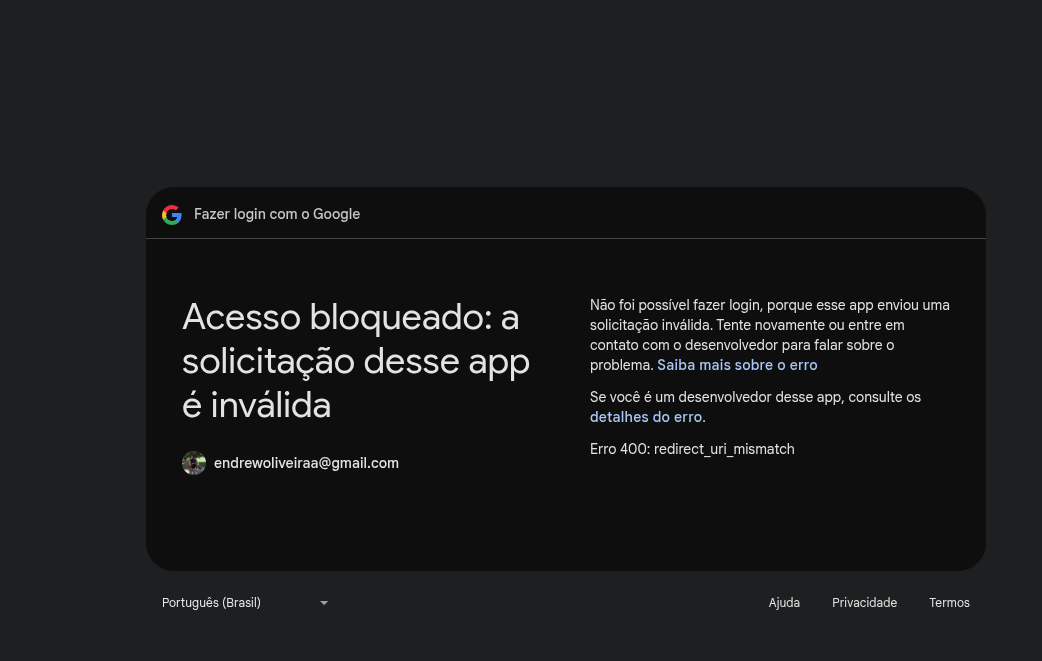 Fazer login com o Google
Acesso bloqueado: a
solicitação desse app
é inválida
endrewoliveiraa@gmail.com
Não foi possível fazer login, porque esse app enviou uma
solicitação inválida. Tente novamente ou entre em
contato com o desenvolvedor para falar sobre o
problema. Saiba mais sobre o erro
Se você é um desenvolvedor desse app, consulte os
detalhes do erro.
Erro 400: redirect_uri_mismatch
Português (Brasil)
Ajuda
Privacidade
Termos